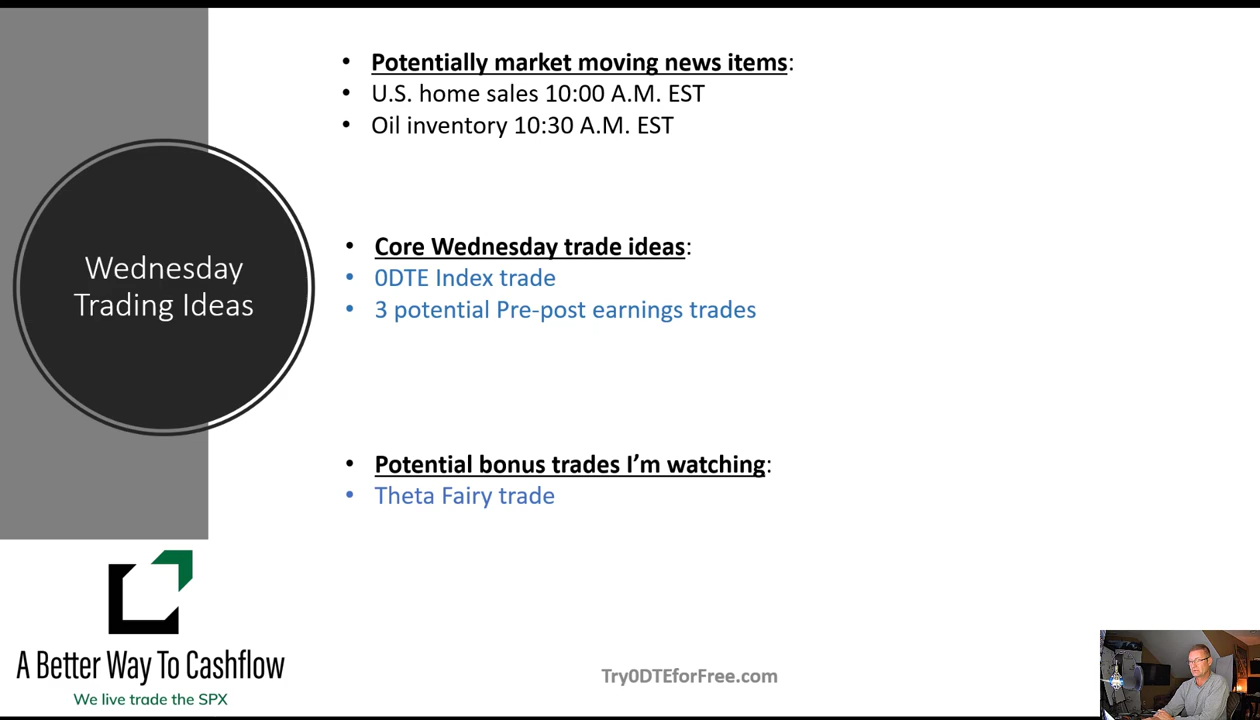 • Potentially market moving news items:
• U.S. home sales 10:00 A.M. EST
• Oil inventory 10:30 A.M. EST
Wednesday
Trading Ideas
• Core Wednesday trade ideas:
• 0DTE Index trade
• 3 potential Pre-post earnings trades
• Potential bonus trades I’m watching:
• Theta Fairy trade
A Better Way To Cashflow
We live trade the SPX
Try0DTEforFree.com